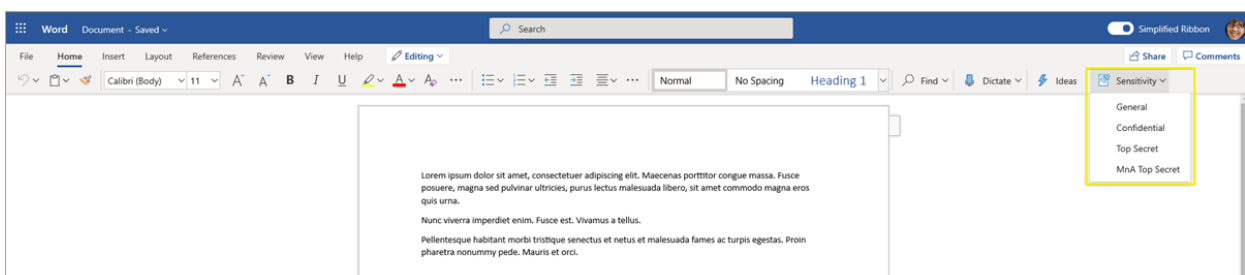 Word Document - Saved
Search
Simplified Ribbon
File Home Insert Layout References Review View Help Editing
Share Comments
Calibri (Body) 11 A A B I U A A ... Normal No Spacing Heading 1 Find Dictate Ideas Sensitivity
General
Confidential
Top Secret
MnA Top Secret
Lorem ipsum dolor sit amet, consectetuer adipiscing elit. Maecenas porttitor congue massa. Fusce
posuere, magna sed pulvinar ultricies, purus lectus malesuada libero, sit amet commodo magna eros
quis urna.
Nunc viverra imperdiet enim. Fusce est. Vivamus a tellus.
Pellentesque habitant morbi tristique senectus et netus et malesuada fames ac turpis egestas. Proin
pharetra nonummy pede. Mauris et orci.